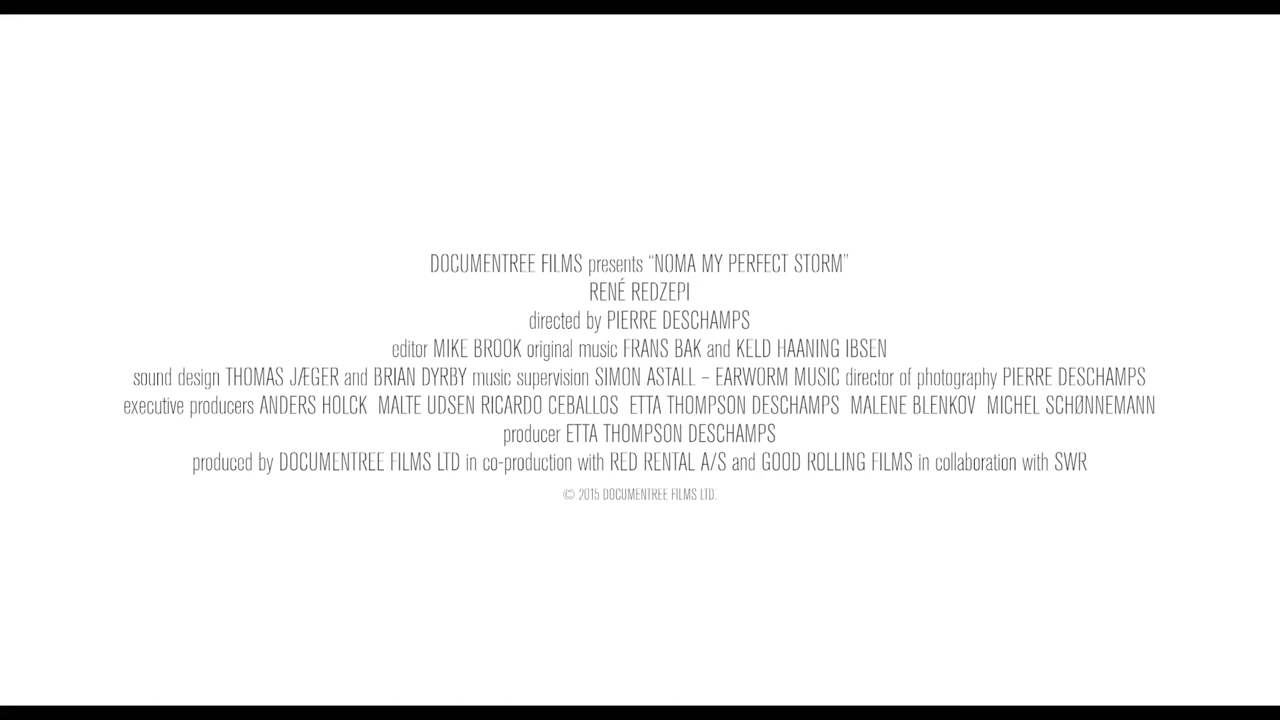 DOCUMENTREE FILMS presents “NOMA MY PERFECT STORM”
RENÉ REDZEPI
directed by PIERRE DESCHAMPS
editor MIKE BROOK original music FRANS BAK and KELD HAANING IBSEN
sound design THOMAS JÆGER and BRIAN DYRBY music supervision SIMON ASTALL – EARWORM MUSIC director of photography PIERRE DESCHAMPS
executive producers ANDERS HOLCK MALTE UDSEN RICARDO CEBALLOS ETTA THOMPSON DESCHAMPS MALENE BLENKOV MICHEL SCHØNNEMANN
producer ETTA THOMPSON DESCHAMPS
produced by DOCUMENTREE FILMS LTD in co-production with RED RENTAL A/S and GOOD ROLLING FILMS in collaboration with SWR
© 2015 DOCUMENTREE FILMS LTD.